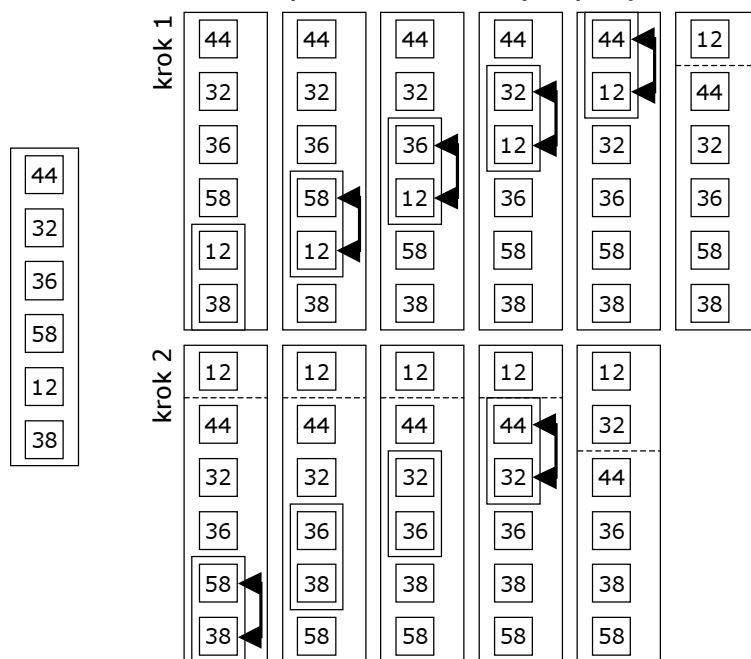 44
32
36
58
12
38
krok 1
44 44 44 44 44 12
32 32 32 32 12 44
36 36 36 12 32 32
58 58 12 36 36 36
12 12 58 58 58 58
38 38 38 38 38 38
krok 2
12 12 12 12 12
44 44 44 44 32
32 32 32 32 44
36 36 36 36 36
58 38 38 38 38
38 58 58 58 58